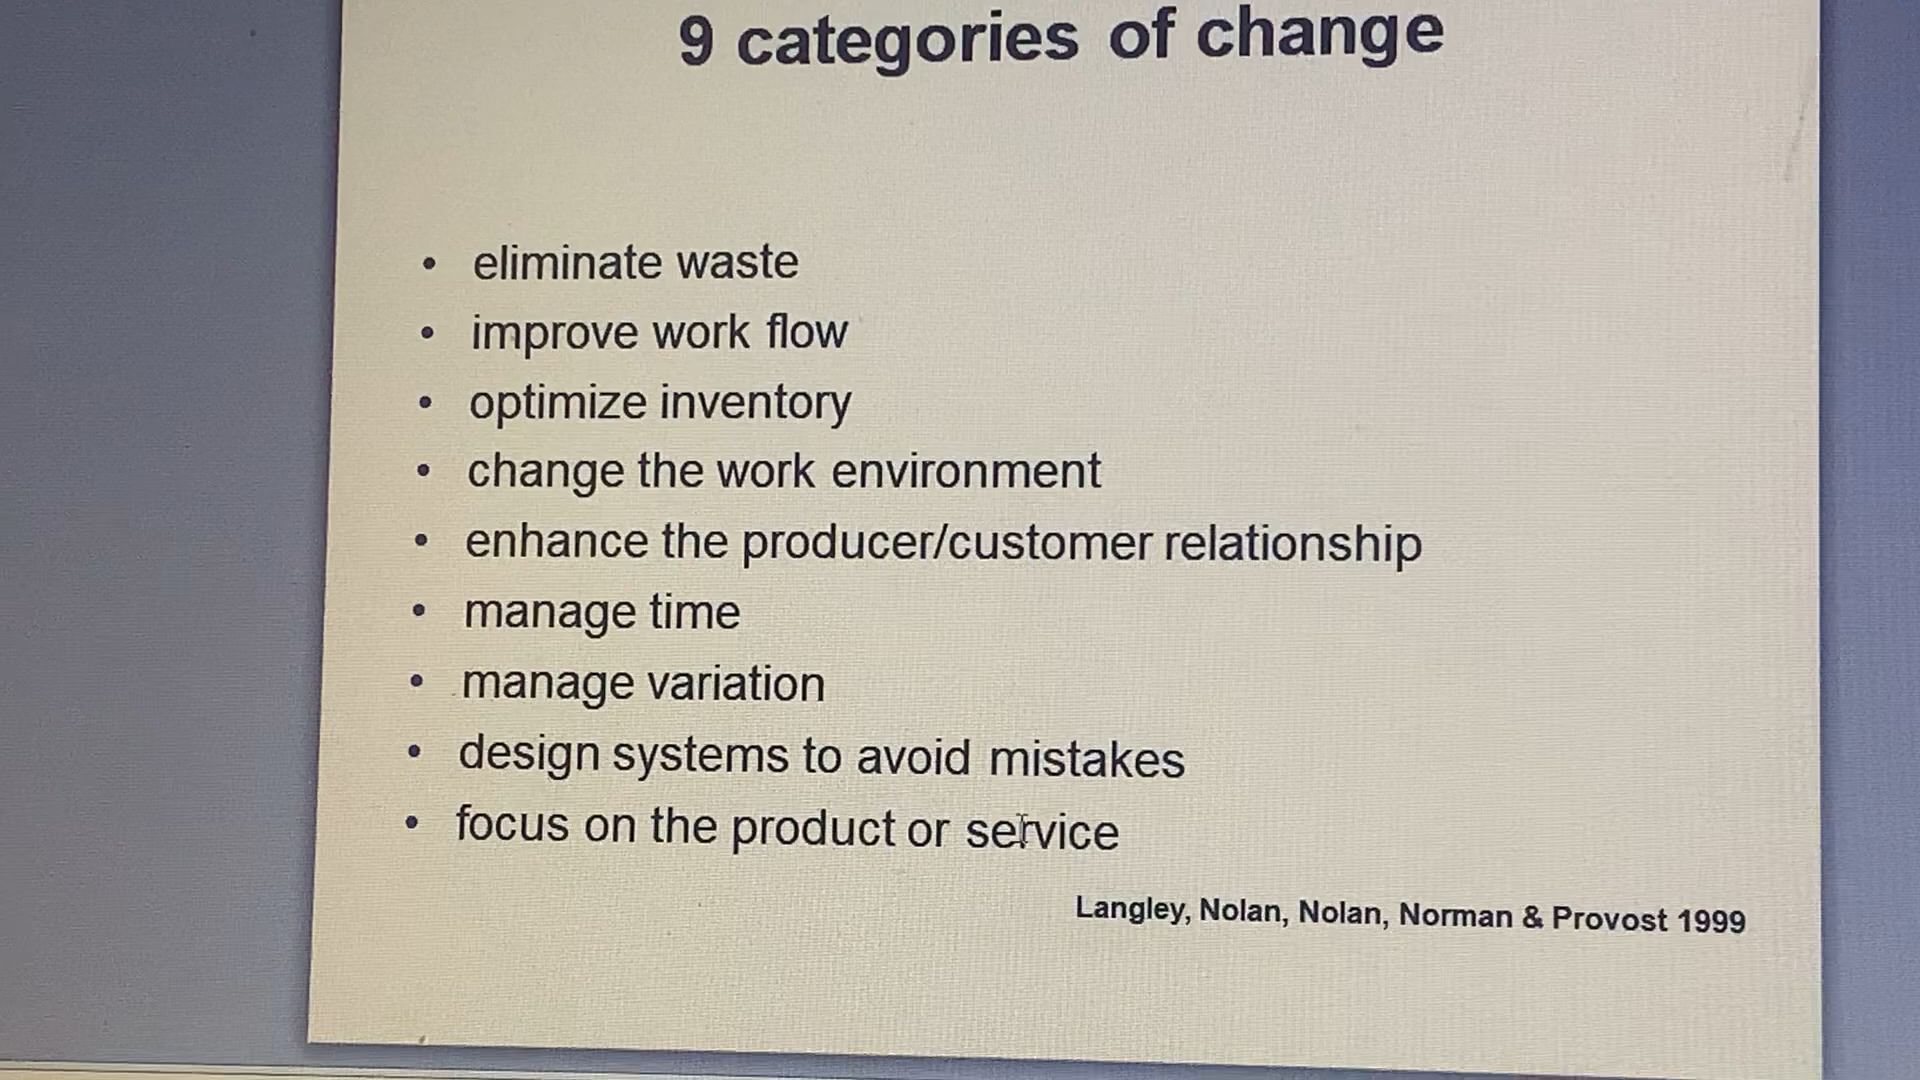 9 categories of change
• eliminate waste
• improve work flow
• optimize inventory
• change the work environment
• enhance the producer/customer relationship
• manage time
• manage variation
• design systems to avoid mistakes
• focus on the product or service
Langley, Nolan, Nolan, Norman & Provost 1999